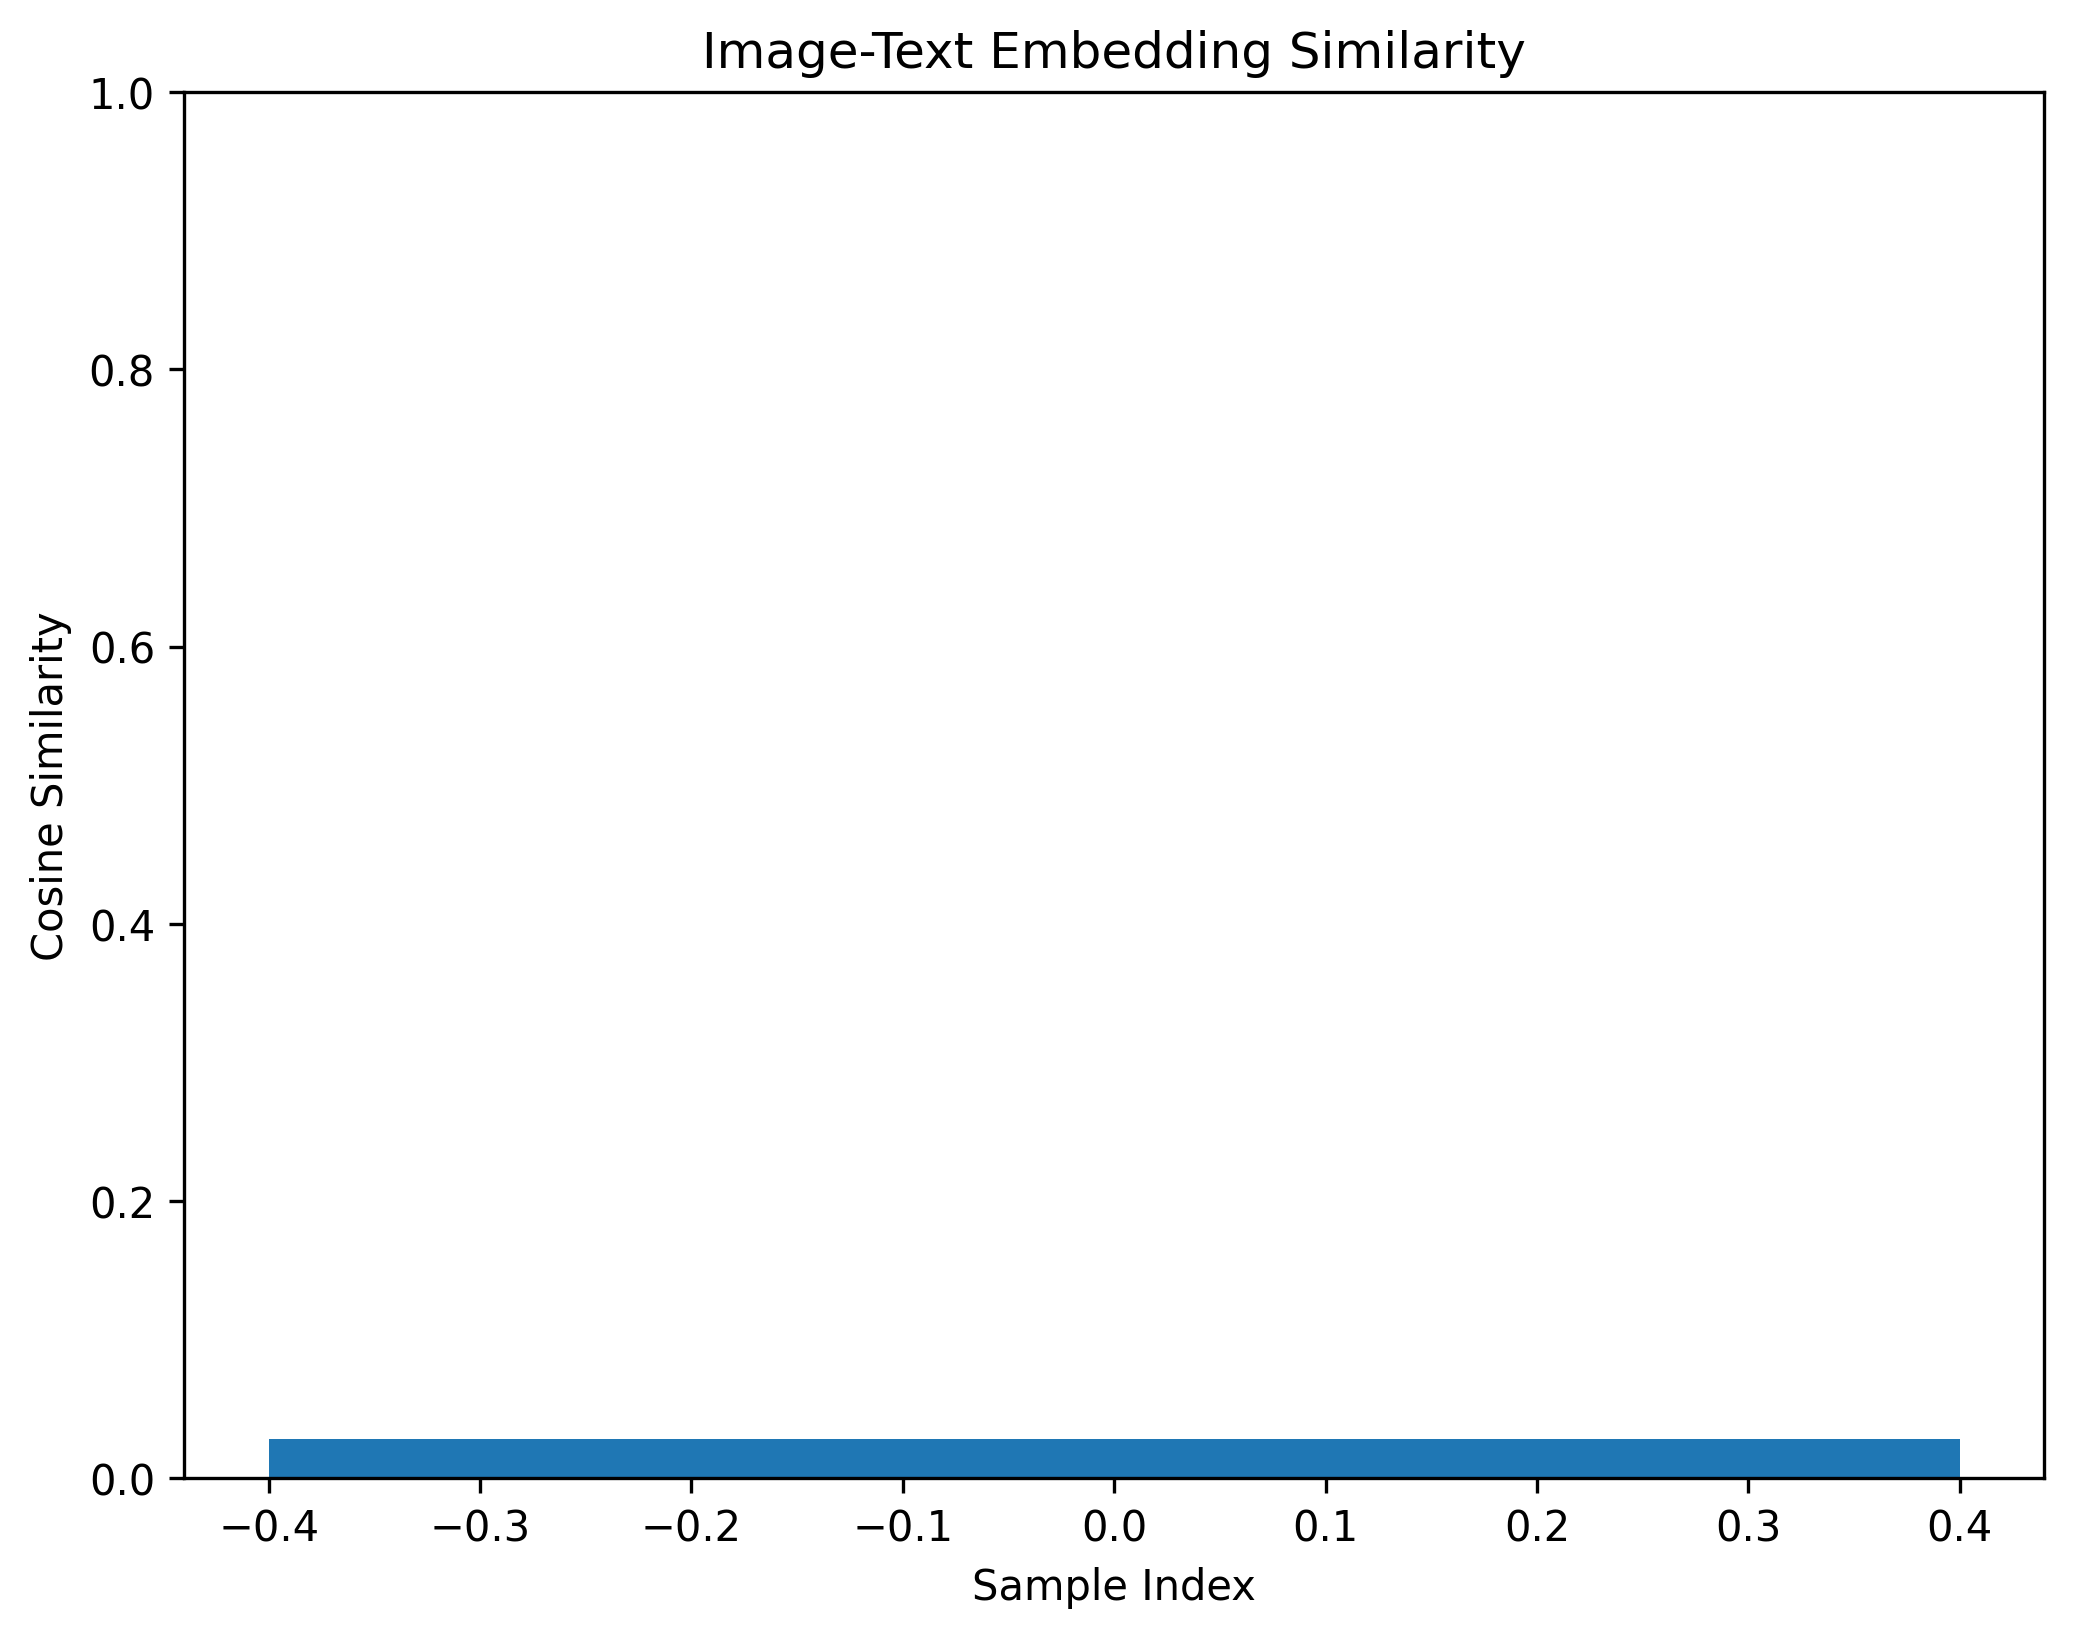 Image-Text Embedding Similarity
Cosine Similarity
1.0
0.8
0.6
0.4
0.2
0.0
−0.4 −0.3 −0.2 −0.1 0.0 0.1 0.2 0.3 0.4
Sample Index